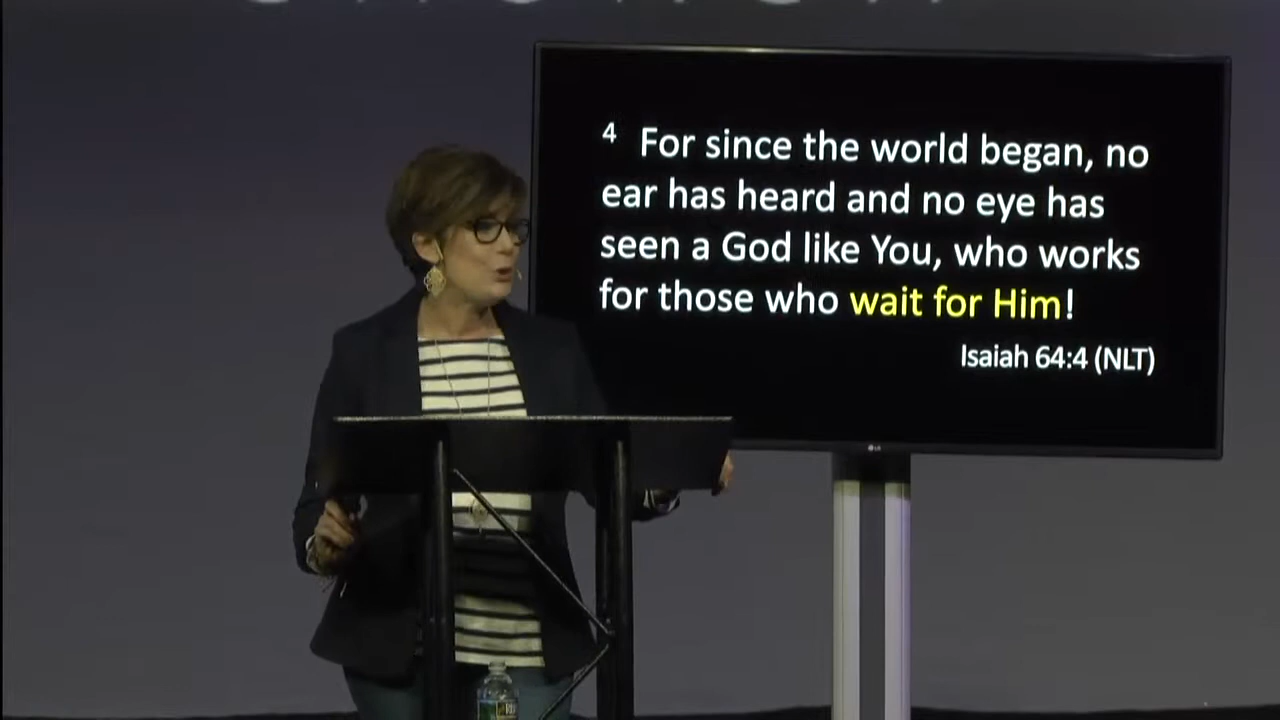 4 For since the world began, no
ear has heard and no eye has
seen a God like You, who works
for those who wait for Him!
Isaiah 64:4 (NLT)
LG